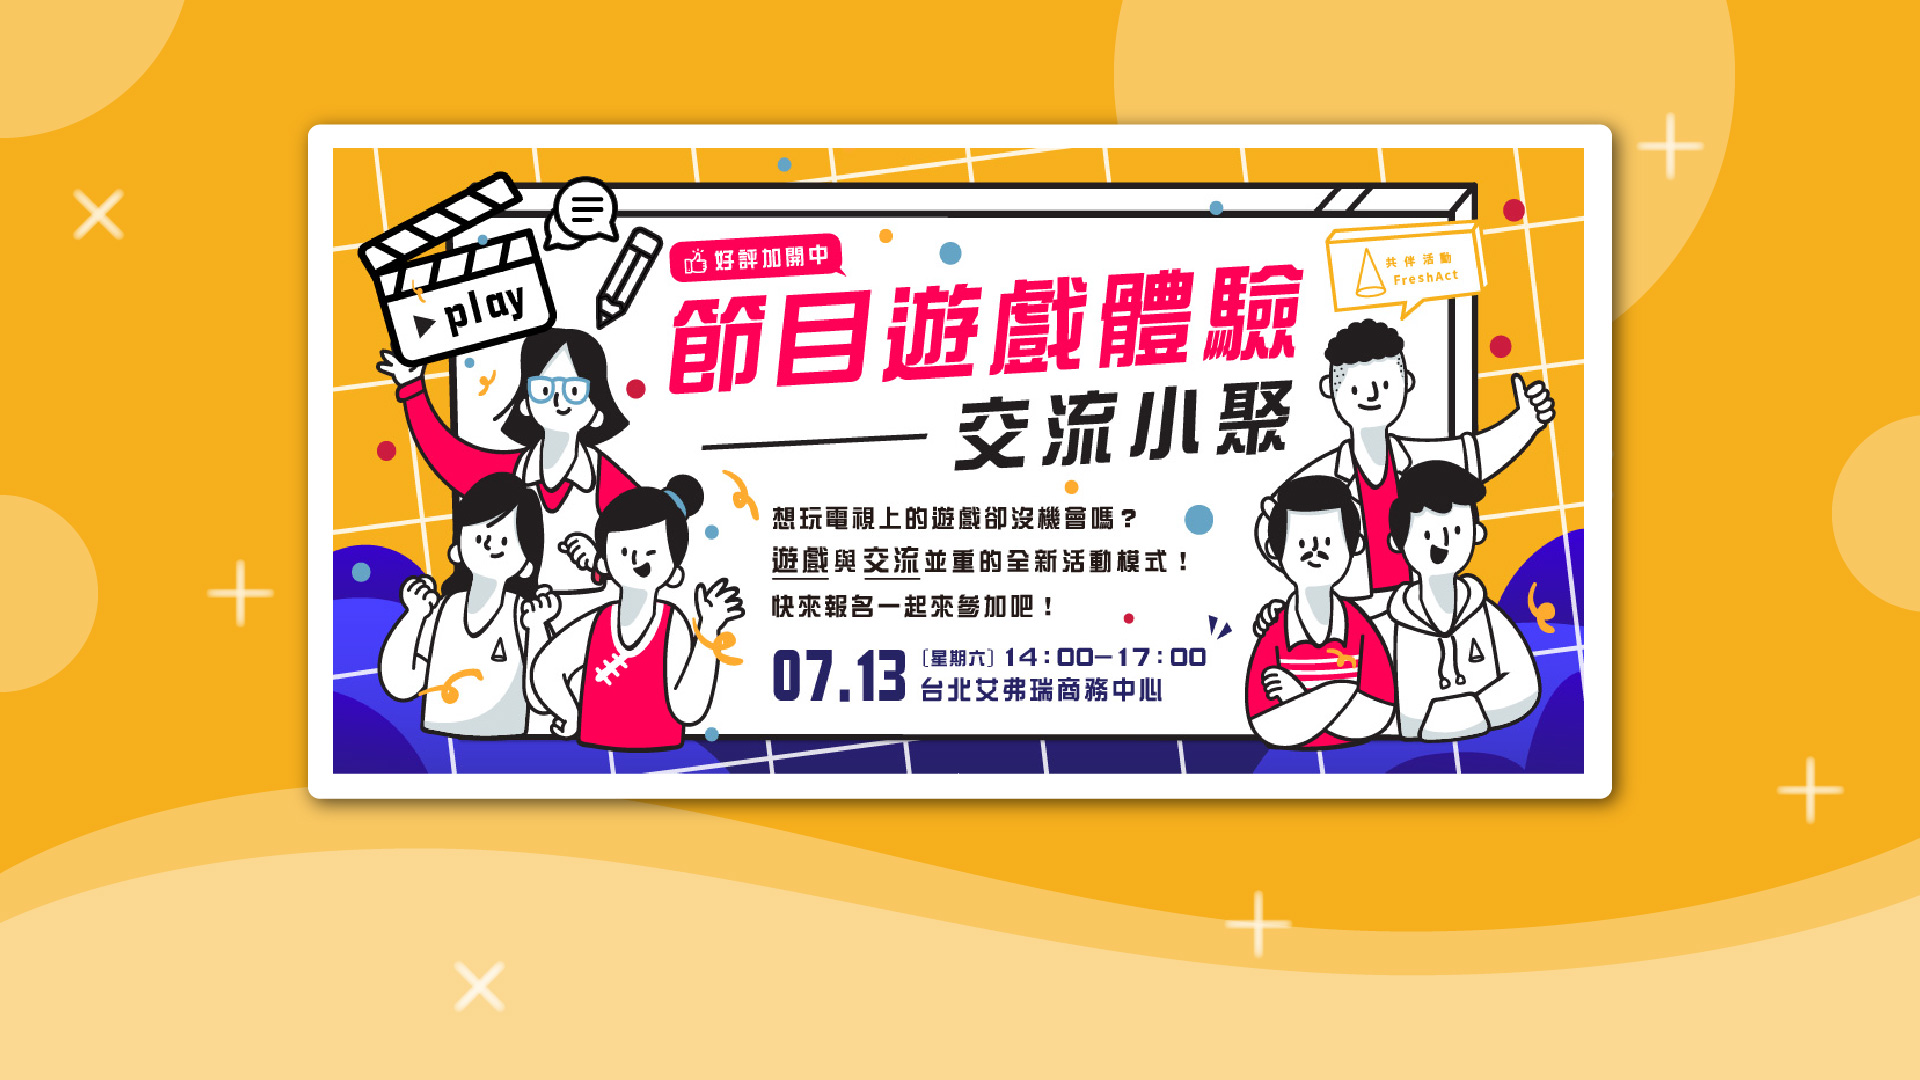 play
好評加開中
節目遊戲體驗
交流小聚
共伴活動
FreshAct
想玩電視上的遊戲卻沒機會嗎？
遊戲與交流並重的全新活動模式！
快來報名一起來參加吧！
07.13
〔星期六〕14：00—17：00
台北艾弗瑞商務中心